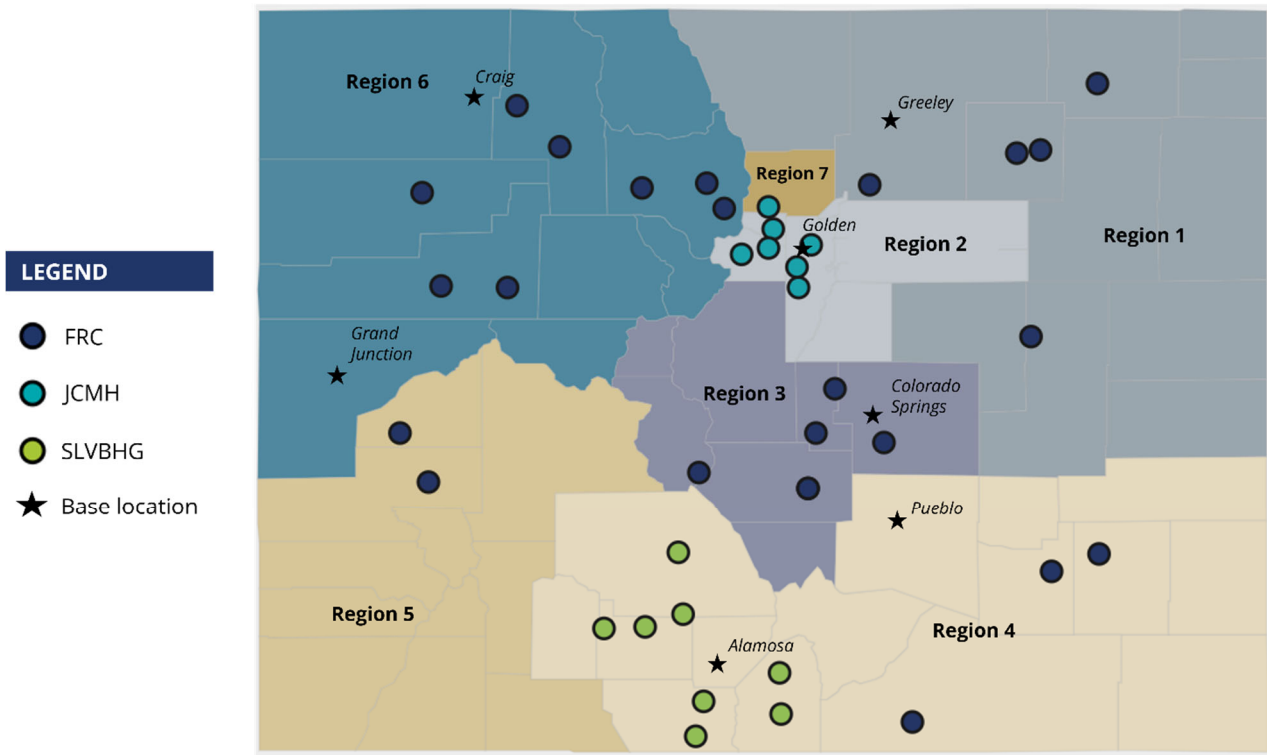 Region 6
Craig
Greeley
Region 7
Golden
Region 2
Region 1
LEGEND
FRC
JCMH
SLVBHG
Base location
Grand
Junction
Region 3
Colorado
Springs
Pueblo
Region 5
Alamosa
Region 4